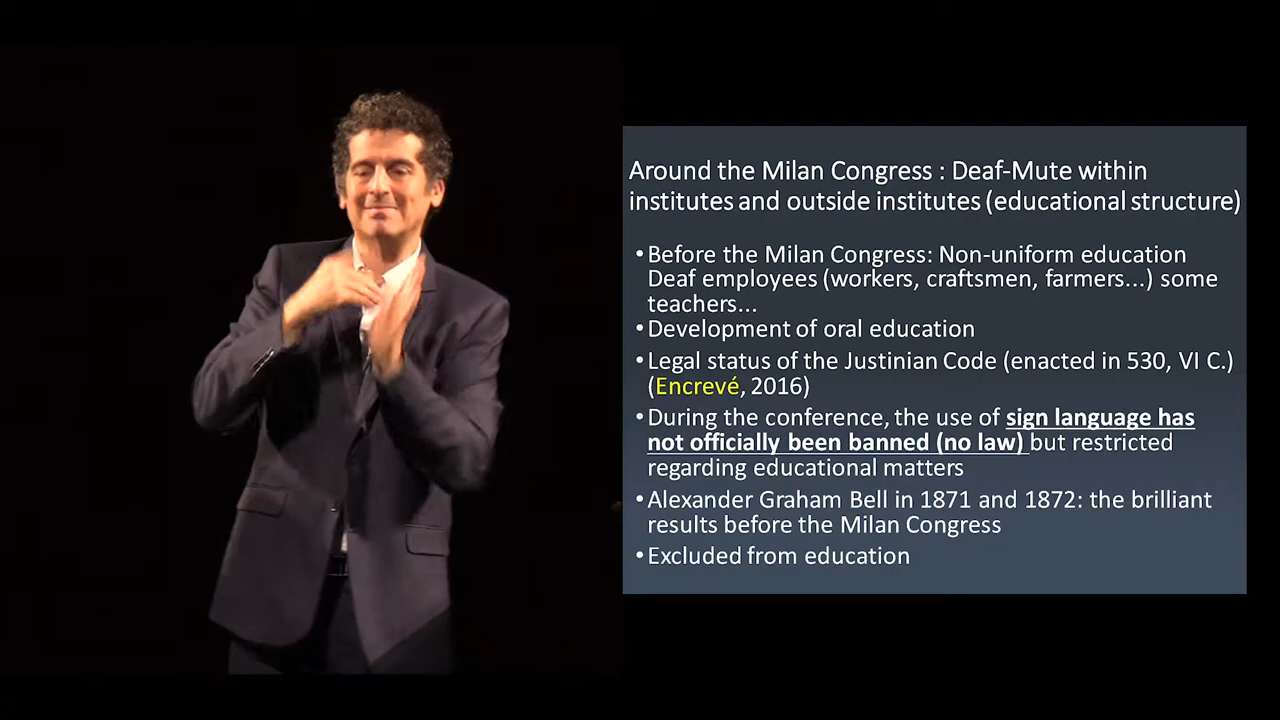 Around the Milan Congress : Deaf-Mute within
institutes and outside institutes (educational structure)
•Before the Milan Congress: Non-uniform education
Deaf employees (workers, craftsmen, farmers...) some
teachers...
•Development of oral education
•Legal status of the Justinian Code (enacted in 530, VI C.)
(Encrevé, 2016)
•During the conference, the use of sign language has
not officially been banned (no law) but restricted
regarding educational matters
•Alexander Graham Bell in 1871 and 1872: the brilliant
results before the Milan Congress
•Excluded from education